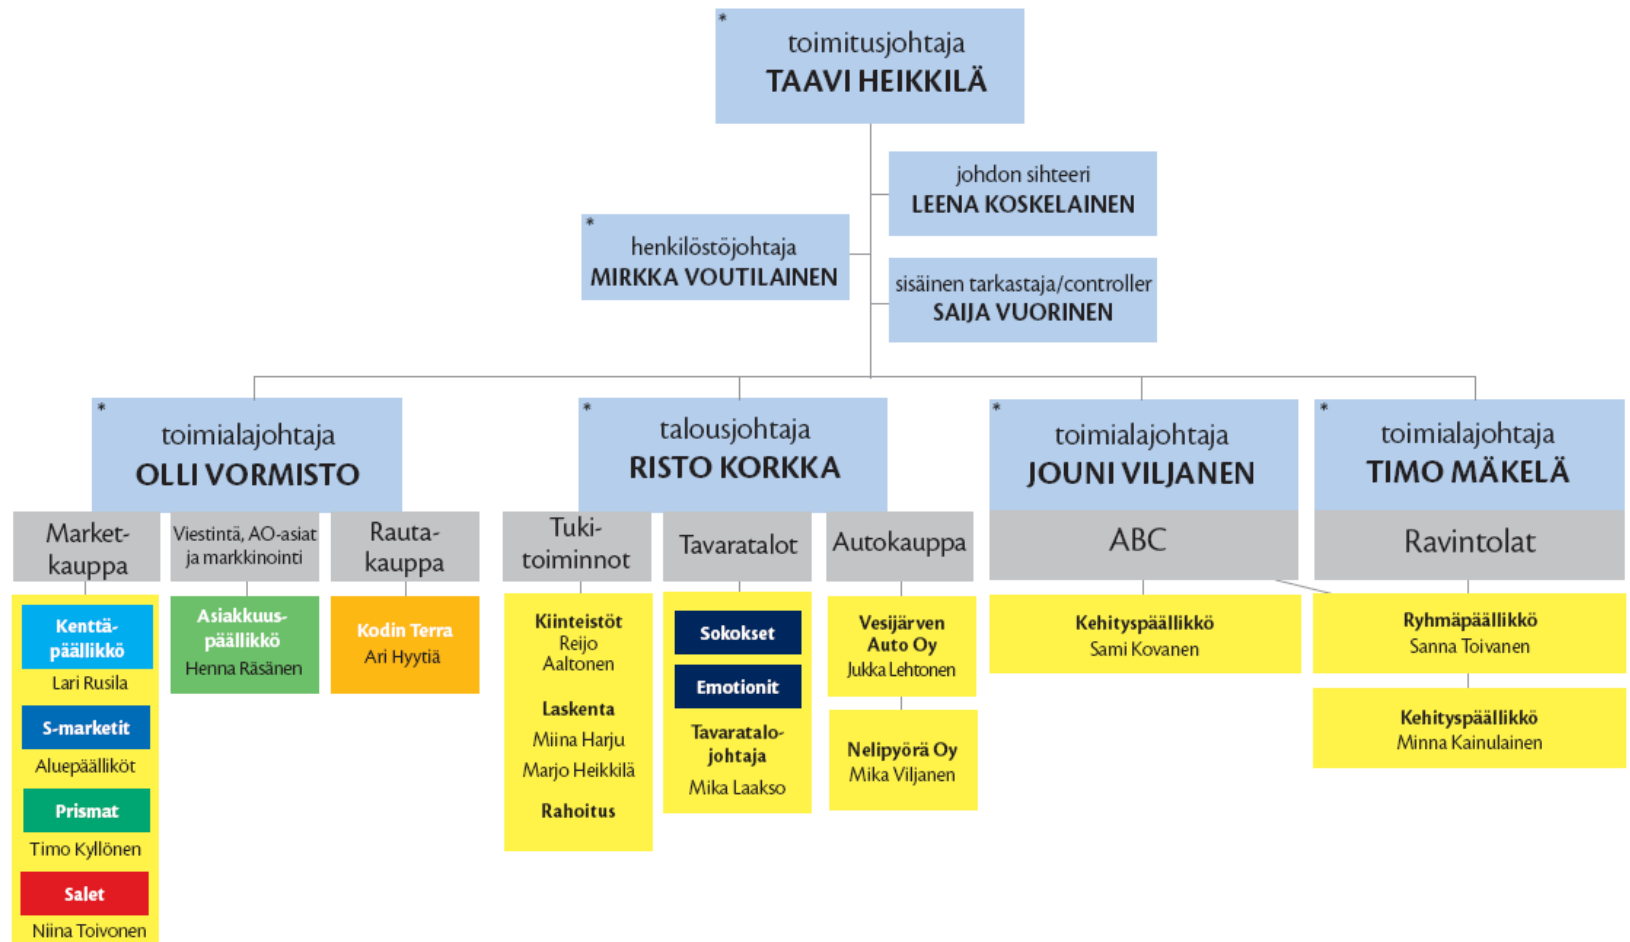 *
toimitusjohtaja
TAAVI HEIKKILÄ
johdon sihteeri
LEENA KOSKELAINEN
*
henkilöstöjohtaja
MIRKKA VOUTILAINEN
sisäinen tarkastaja/controller
SAIJA VUORINEN
*
toimialajohtaja
OLLI VORMISTO
*
talousjohtaja
RISTO KORKKA
*
toimialajohtaja
JOUNI VILJANEN
*
toimialajohtaja
TIMO MÄKELÄ
Market-
kauppa
Viestintä, AO-asiat
ja markkinointi
Rauta-
kauppa
Tuki-
toiminnot
Tavaratalot
Autokauppa
ABC
Ravintolat
Kenttä-
päällikkö
Lari Rusila
S-marketit
Aluepäälliköt
Prismat
Timo Kyllönen
Salet
Niina Toivonen
Asiakkuus-
päällikkö
Henna Räsänen
Kodin Terra
Ari Hyytiä
Kiinteistöt
Reijo
Aaltonen
Laskenta
Miina Harju
Marjo Heikkilä
Rahoitus
Sokokset
Emotionit
Tavaratalo-
johtaja
Mika Laakso
Vesijärven
Auto Oy
Jukka Lehtonen
Nelipyörä Oy
Mika Viljanen
Kehityspäällikkö
Sami Kovanen
Ryhmäpäällikkö
Sanna Toivanen
Kehityspäällikkö
Minna Kainulainen